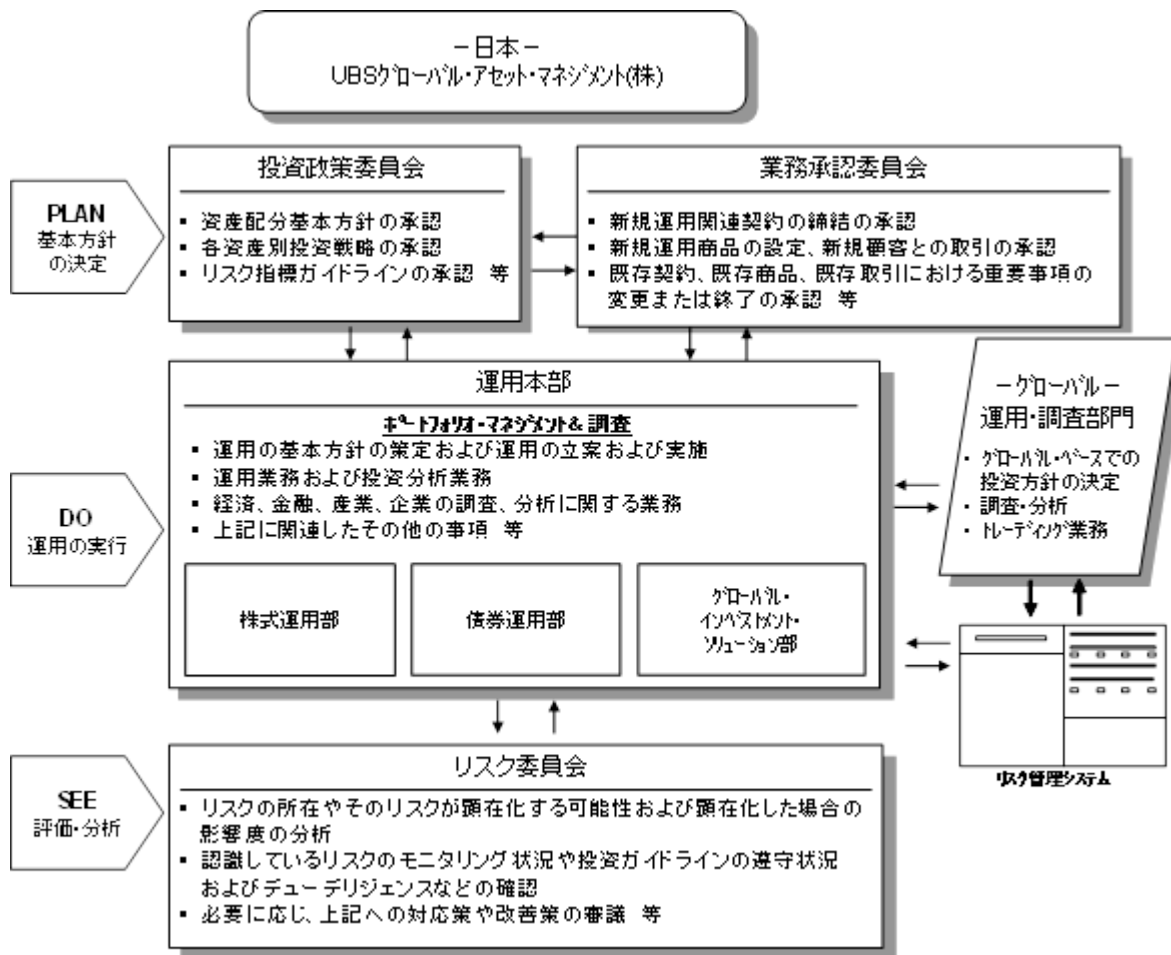 －日本－
UBSｸﾞﾛｰﾊﾞﾙ・ｱｾｯﾄ・ﾏﾈｼﾞﾒﾝﾄ(株)
PLAN
基本方針
の決定
投資政策委員会
▪ 資産配分基本方針の承認
▪ 各資産別投資戦略の承認
▪ リスク指標ガイドラインの承認 等
業務承認委員会
▪ 新規運用関連契約の締結の承認
▪ 新規運用商品の設定、新規顧客との取引の承認
▪ 既存契約、既存商品、既存取引における重要事項の
変更または終了の承認 等
DO
運用の実行
運用本部
ﾎﾟｰﾄﾌｫﾘｵ・ﾏﾈｼﾞﾒﾝﾄ& 調査
▪ 運用の基本方針の策定および運用の立案および実施
▪ 運用業務および投資分析業務
▪ 経済、金融、産業、企業の調査、分析に関する業務
▪ 上記に関連したその他の事項 等
株式運用部
債券運用部
ｸﾞﾛｰﾊﾞﾙ・
ｲﾝﾍﾞｽﾄﾒﾝﾄ・
ｿﾘｭｰｼｮﾝ部
－ｸﾞﾛｰﾊﾞﾙ－
運用・調査部門
▪ ｸﾞﾛｰﾊﾞﾙ・ﾍﾞｰｽでの
投資方針の決定
▪ 調査・分析
▪ ﾄﾚｰﾃﾞｨﾝｸﾞ業務
ﾘｽｸ管理ｼｽﾃﾑ
SEE
評価・分析
リスク委員会
▪ リスクの所在やそのリスクが顕在化する可能性および顕在化した場合の
影響度の分析
▪ 認識しているリスクのモニタリング状況や投資ガイドラインの遵守状況
およびデューデリジェンスなどの確認
▪ 必要に応じ、上記への対応策や改善策の審議 等